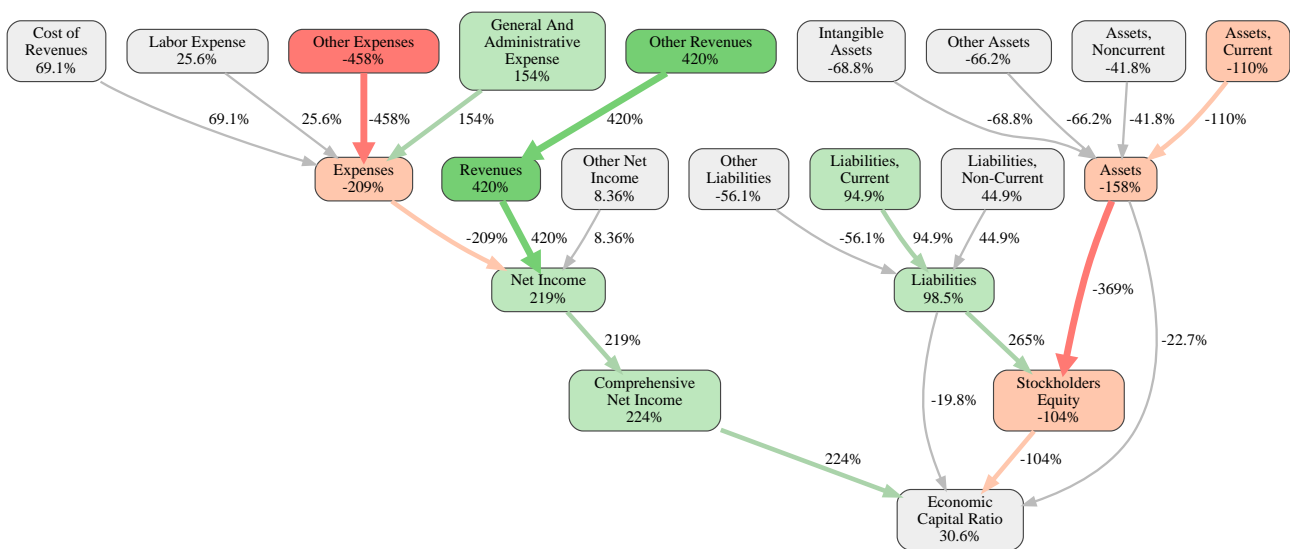 Cost of
Revenues
69.1%
Labor Expense
25.6%
Other Expenses
-458%
General And
Administrative
Expense
154%
Other Revenues
420%
Intangible
Assets
-68.8%
Other Assets
-66.2%
Assets,
Noncurrent
-41.8%
Assets,
Current
-110%
69.1%
25.6%
-458%
154%
420%
-68.8%
-66.2%
-41.8%
-110%
Expenses
-209%
Revenues
420%
Other Net
Income
8.36%
Other
Liabilities
-56.1%
Liabilities,
Current
94.9%
Liabilities,
Non-Current
44.9%
Assets
-158%
-209%
420%
8.36%
-56.1%
94.9%
44.9%
Net Income
219%
Liabilities
98.5%
-369%
219%
265%
-22.7%
Comprehensive
Net Income
224%
-19.8%
Stockholders
Equity
-104%
224%
-104%
Economic
Capital Ratio
30.6%